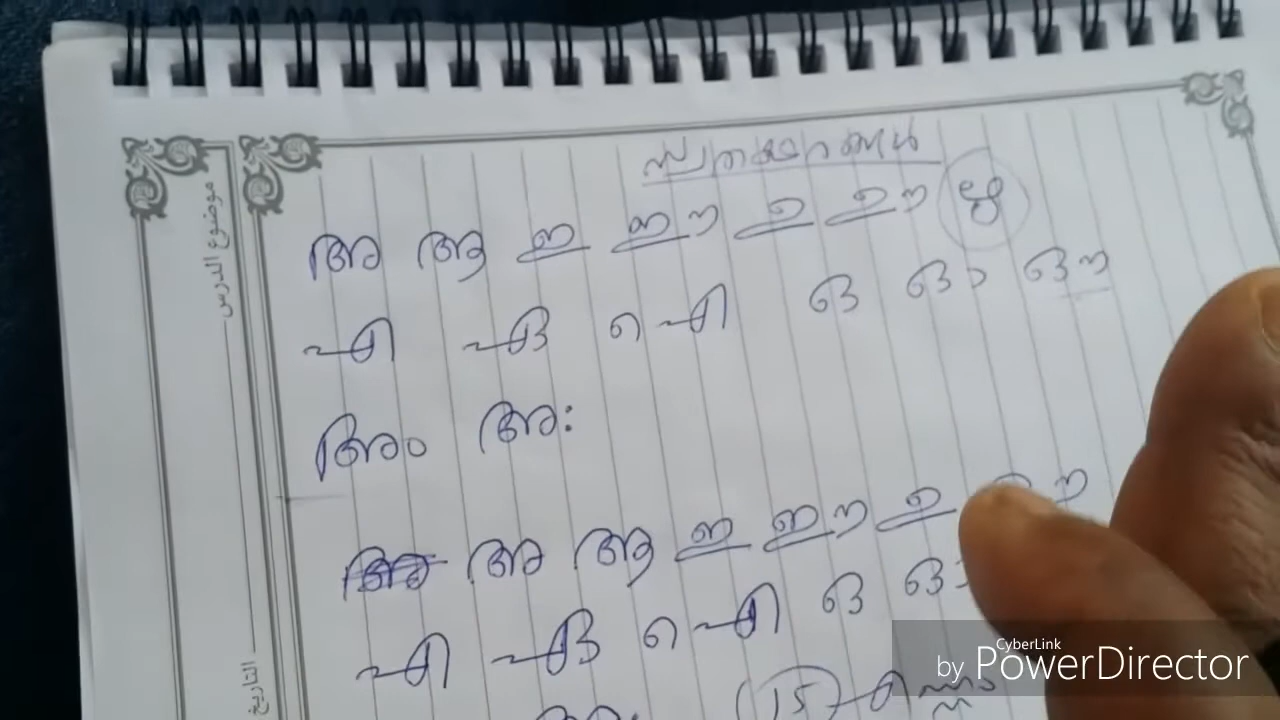 സ്വരാക്ഷരങ്ങൾ
അ ആ ഇ ഈ ഉ ഊ ഋ
എ ഏ ഐ ഒ ഓ ഔ
അം അഃ
അ അ ആ ഇ ഈ ഉ
എ ഏ ഐ ഒ ഓ
(15)
موضوع الدرس
التاريخ
by CyberLink PowerDirector